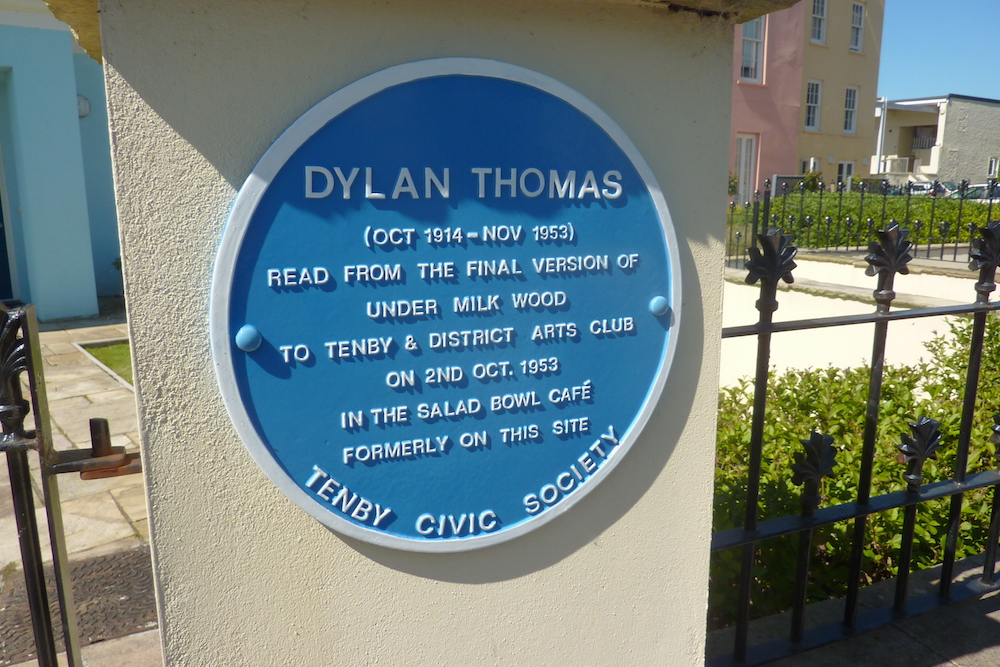 DYLAN THOMAS
(OCT 1914 - NOV 1953)
READ FROM THE FINAL VERSION OF
UNDER MILK WOOD
TO TENBY & DISTRICT ARTS CLUB
ON 2ND OCT. 1953
IN THE SALAD BOWL CAFÉ
FORMERLY ON THIS SITE
TENBY CIVIC SOCIETY